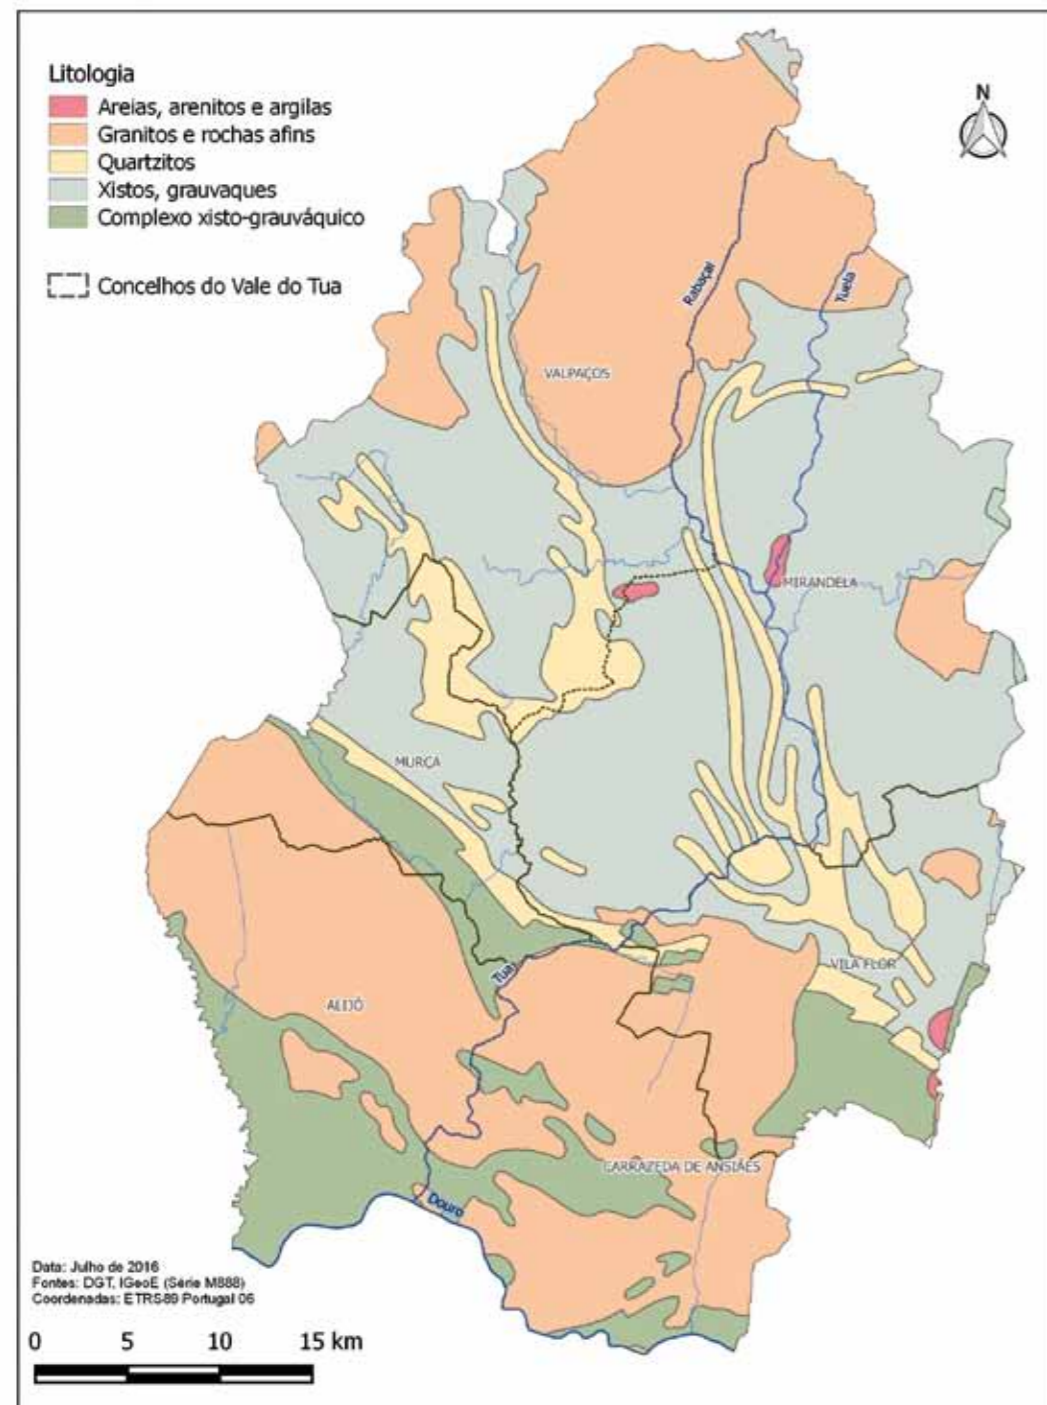 Litologia
Areias, arenitos e argilas
Granitos e rochas afins
Quartzitos
Xistos, grauvaques
Complexo xisto-grauváquico
Concelhos do Vale do Tua
N
Rabaçal
Tuela
VALPAÇOS
MIRANDELA
MURÇA
VILA FLOR
Tua
ALIJÓ
CARRAZEDA DE ANSIÃES
Douro
Data: Julho de 2016
Fontes: DGT, IGeoE (Série M888)
Coordenadas: ETRS89 Portugal 06
0 5 10 15 km